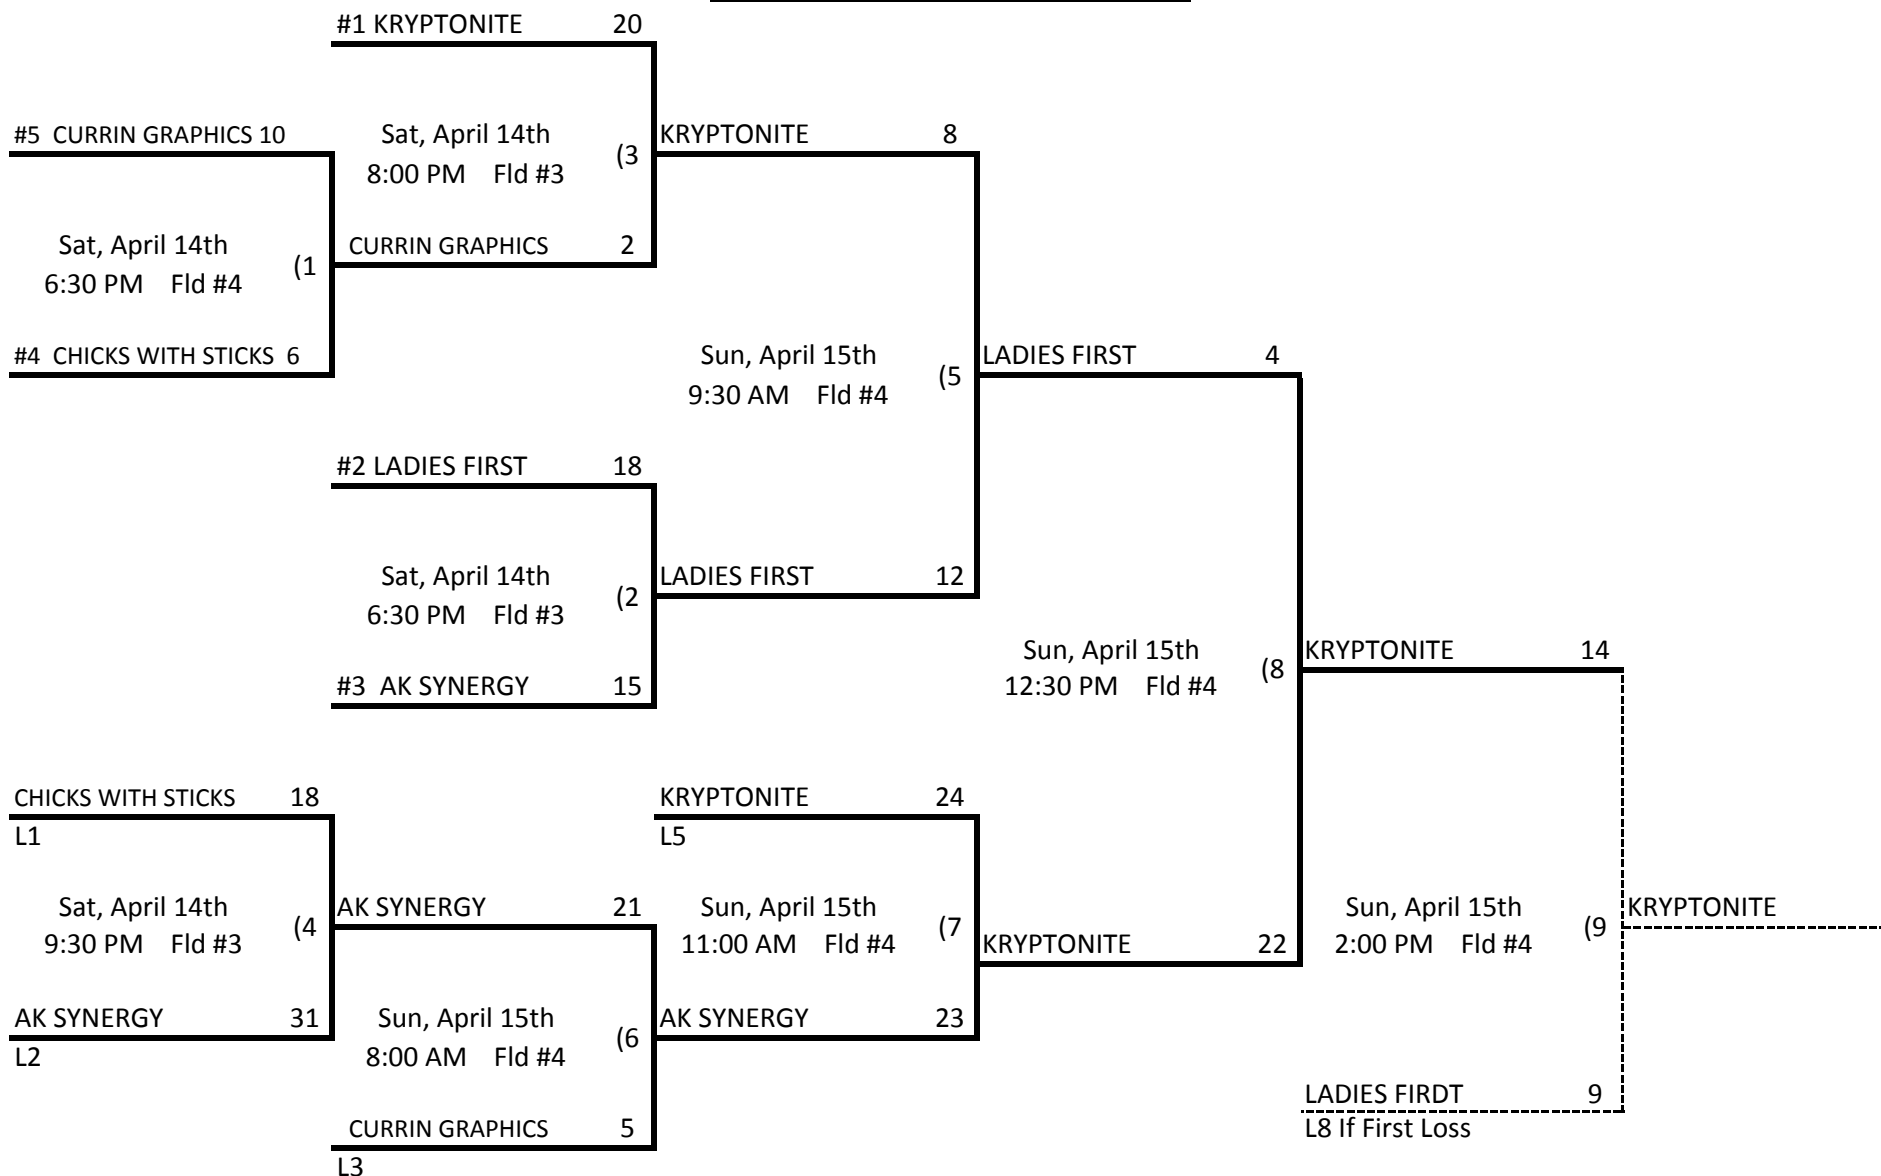 #1 KRYPTONITE 20
#5 CURRIN GRAPHICS 10
Sat, April 14th
8:00 PM Fld #3
(3
KRYPTONITE 8
Sat, April 14th
6:30 PM Fld #4
(1
CURRIN GRAPHICS 2
#4 CHICKS WITH STICKS 6
Sun, April 15th
9:30 AM Fld #4
(5
LADIES FIRST 4
#2 LADIES FIRST 18
Sat, April 14th
6:30 PM Fld #3
(2
LADIES FIRST 12
#3 AK SYNERGY 15
Sun, April 15th
12:30 PM Fld #4
(8
KRYPTONITE 14
CHICKS WITH STICKS 18
L1
KRYPTONITE 24
L5
Sat, April 14th
9:30 PM Fld #3
(4
AK SYNERGY 21
Sun, April 15th
11:00 AM Fld #4
(7
KRYPTONITE 22
Sun, April 15th
2:00 PM Fld #4
(9
KRYPTONITE
AK SYNERGY 31
L2
Sun, April 15th
8:00 AM Fld #4
(6
AK SYNERGY 23
LADIES FIRDT 9
L8 If First Loss
CURRIN GRAPHICS 5
L3